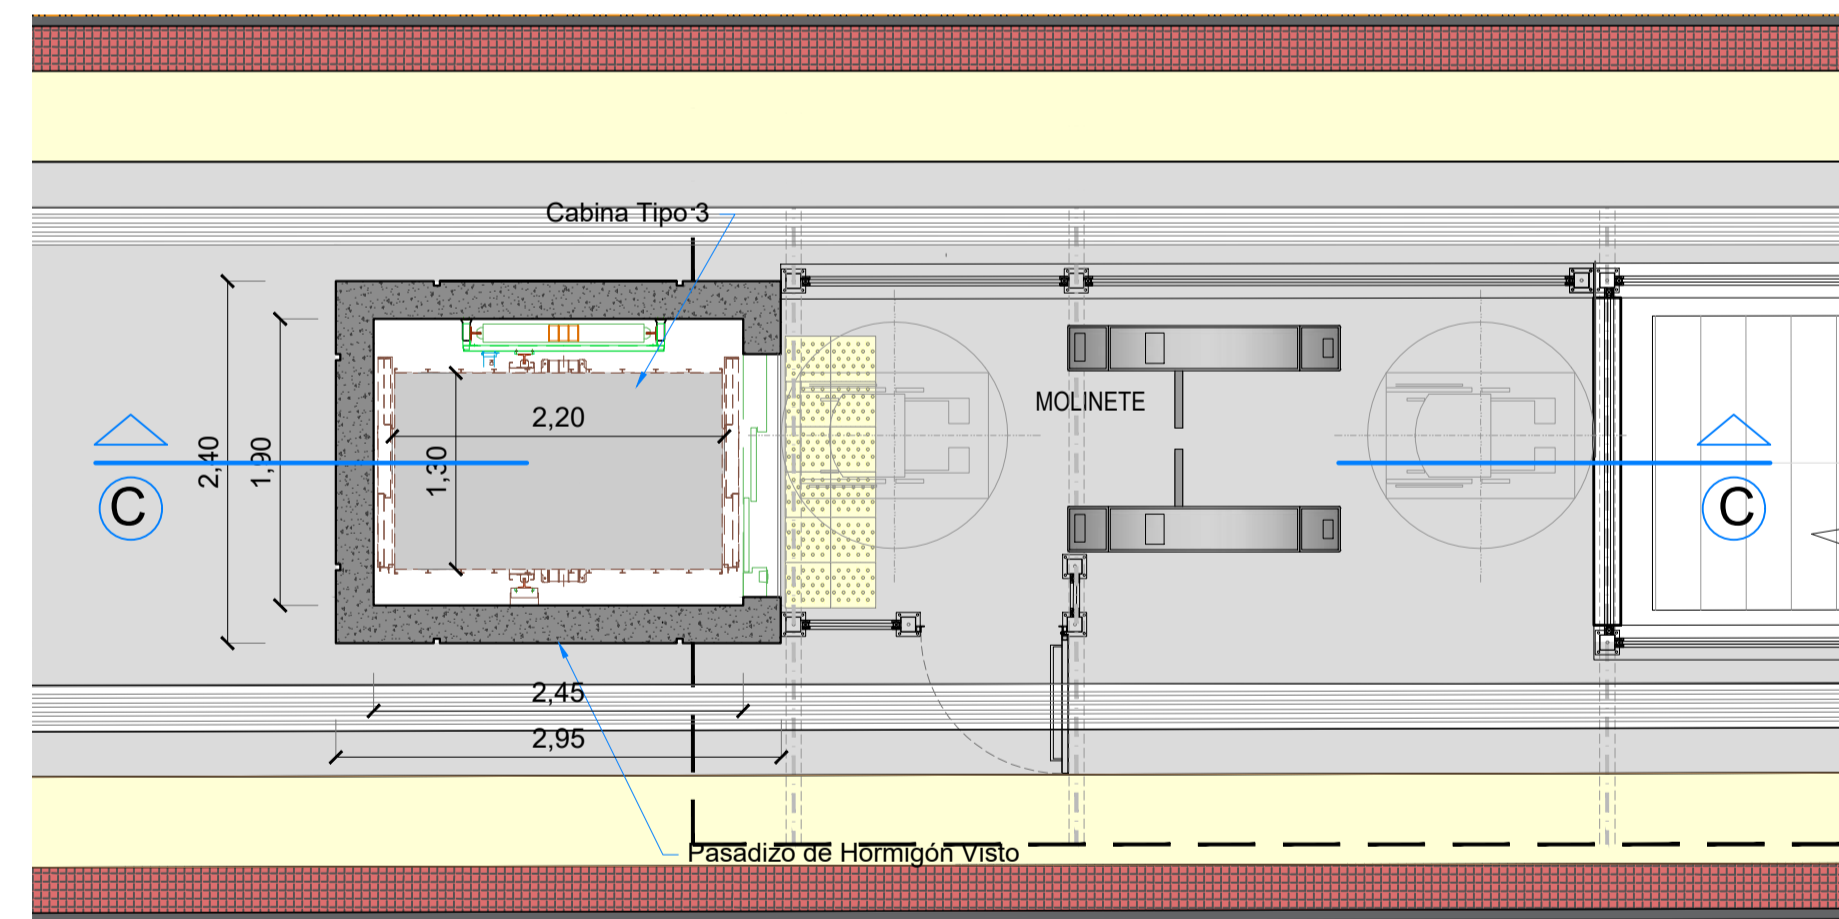 Cabina Tipo 3
MOLINETE
2,20
2,40
1,90
1,30
C
C
2,45
2,95
Pasadizo de Hormigón Visto